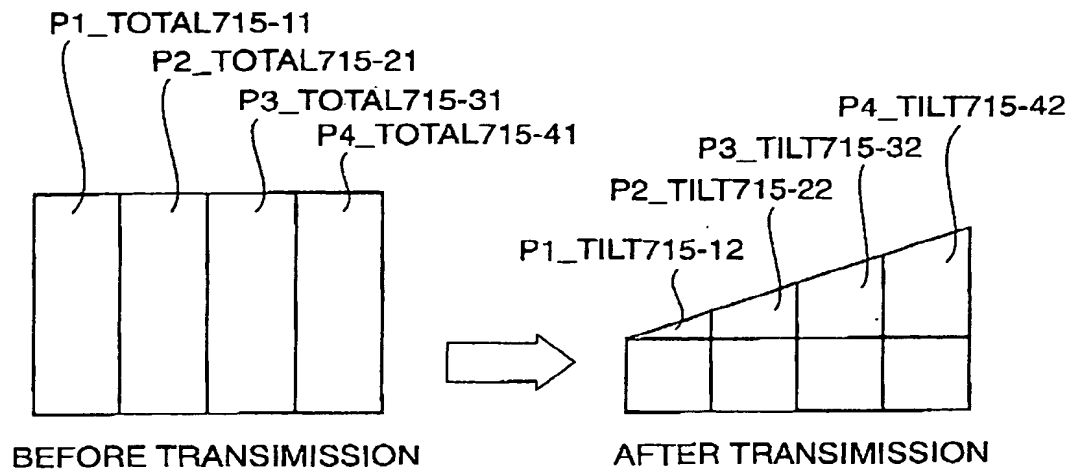 P1_TOTAL715-11
P2_TOTAL715-21
P3_TOTAL715-31
P4_TOTAL715-41
P4_TILT715-42
P3_TILT715-32
P2_TILT715-22
P1_TILT715-12
BEFORE TRANSIMISSION
AFTER TRANSMISSION